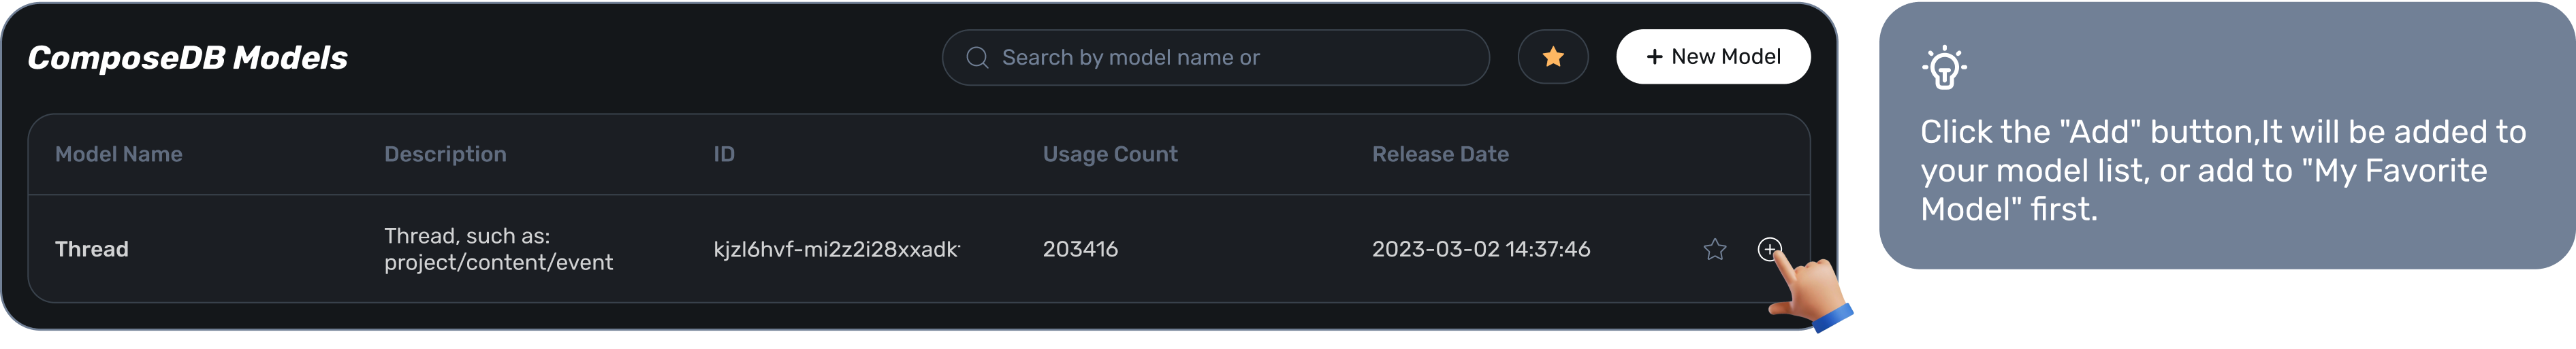 ComposeDB Models
Search by model name or
+ New Model
Model Name Description ID Usage Count Release Date
Thread
Thread, such as:
project/content/event
kjzl6hvf-mi2z2i28xxadk
203416
2023-03-02 14:37:46
Click the "Add" button,It will be added to
your model list, or add to "My Favorite
Model" first.